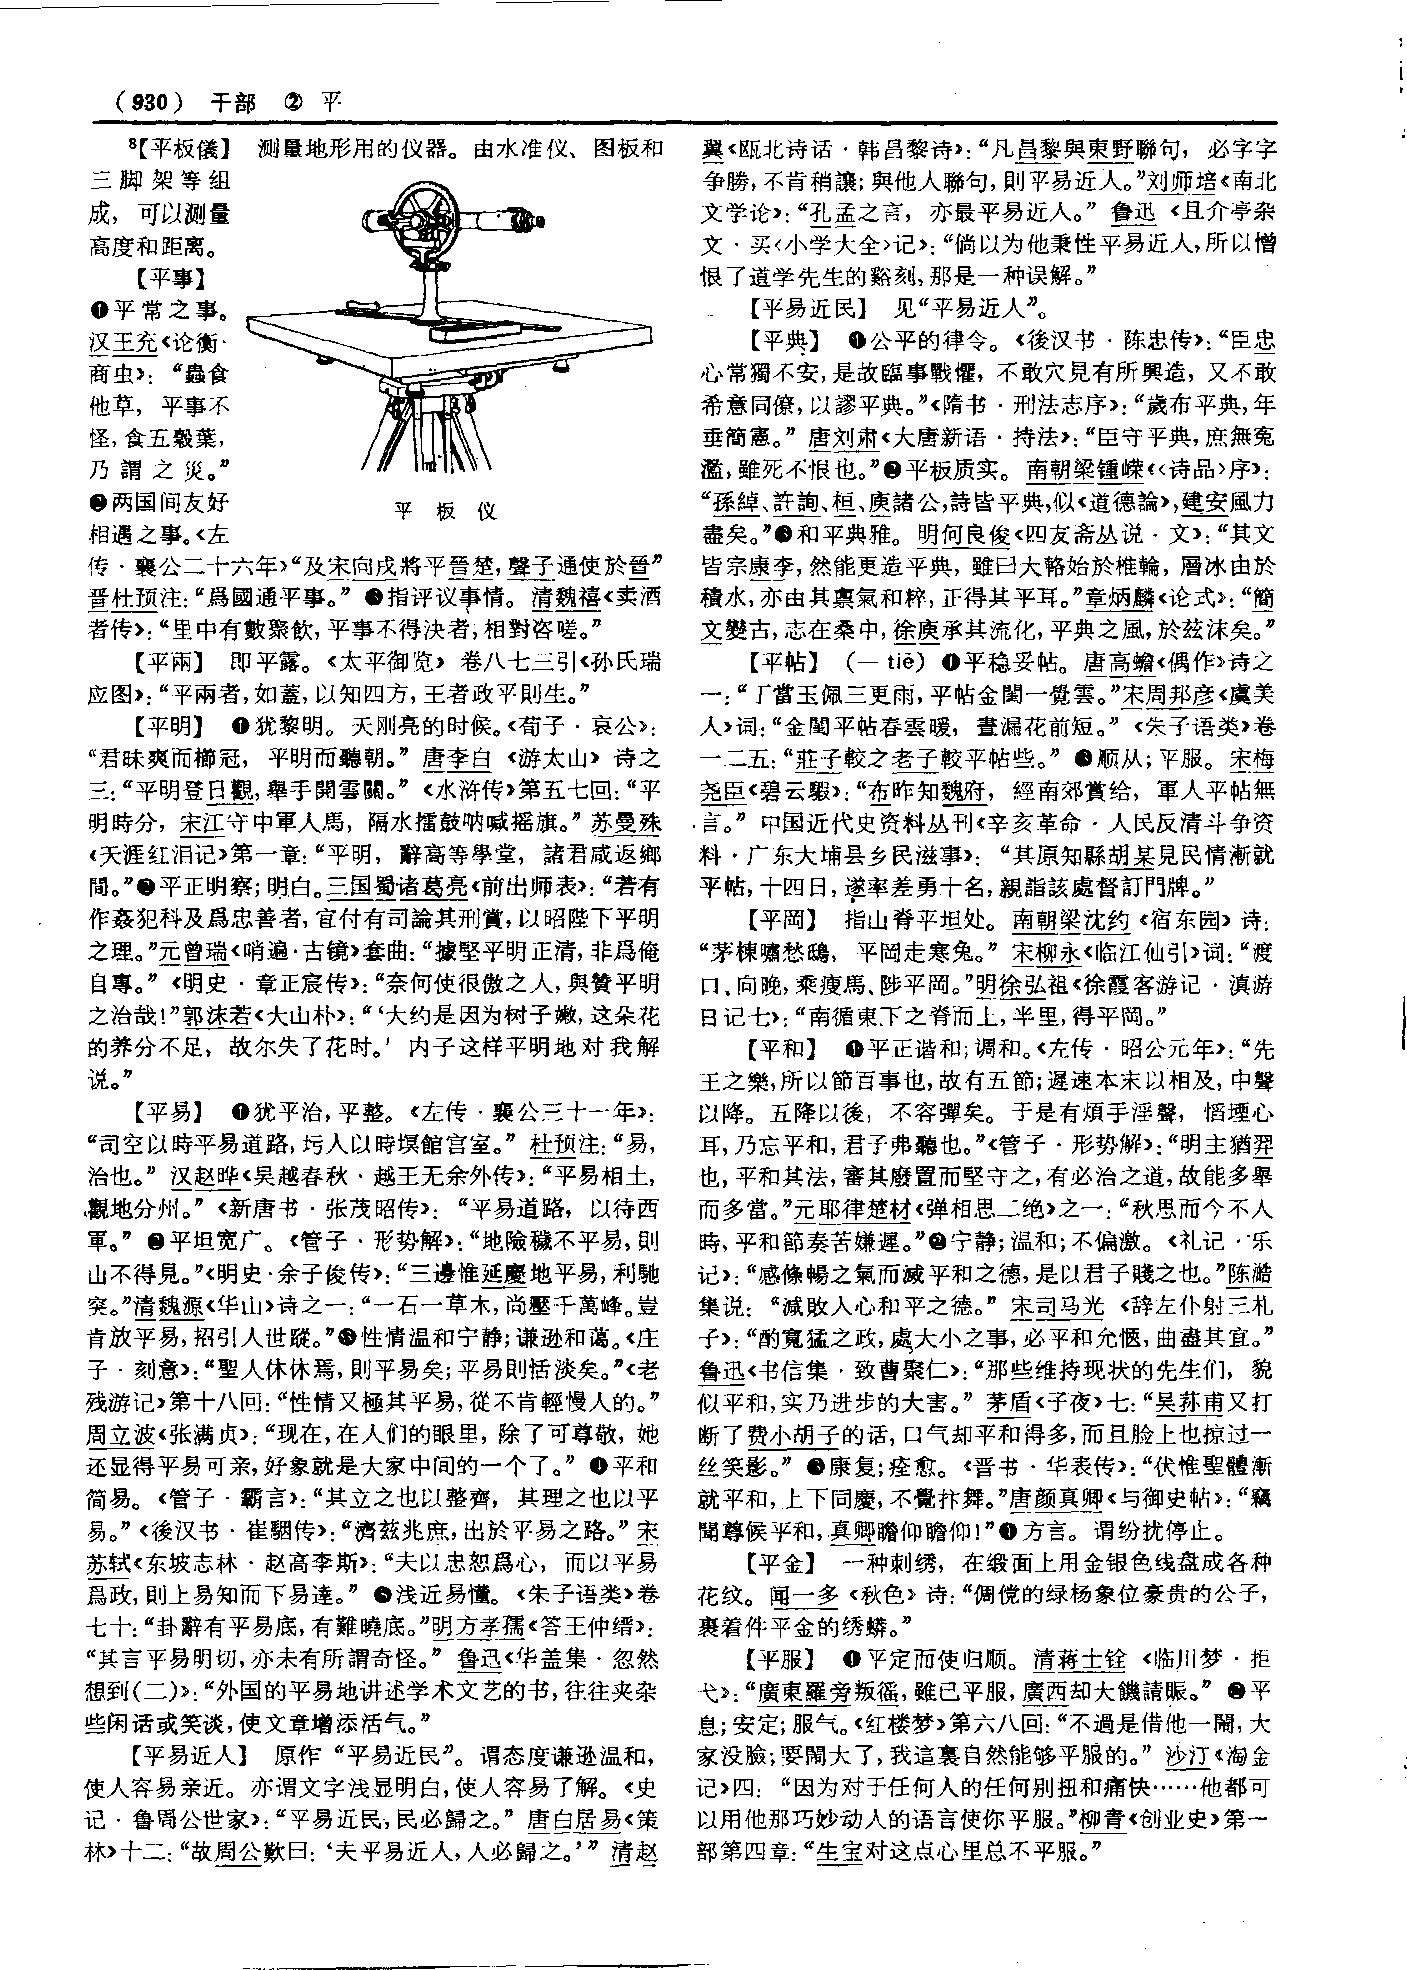 （930） 干部 ② 平
⁸【平板儀】 测量地形用的仪器。由水准仪、图板和
三脚架等组
成，可以测量
高度和距离。
【平事】
❶平常之事。
汉王充《论衡·
商虫》：“蟲食
他草，平事不
怪，食五穀葉，
乃謂之災。”
❷两国间友好
相遇之事。《左
平板仪
传·襄公二十六年》“及宋向戌將平晉楚，聲子通使於晉”
晋杜预注：“爲國通平事。” ❸指评议事情。清魏禧《卖酒
者传》：“里中有數聚飲，平事不得決者，相對咨嗟。”
【平兩】 即平露。《太平御览》卷八七三引《孙氏瑞
应图》：“平兩者，如蓋，以知四方，王者政平則生。”
【平明】 ❶犹黎明。天刚亮的时候。《荀子·哀公》：
“君昧爽而櫛冠，平明而聽朝。” 唐李白《游太山》诗之
三：“平明登日觀，舉手開雲關。”《水浒传》第五七回：“平
明時分，宋江守中軍人馬，隔水擂鼓呐喊摇旗。” 苏曼殊
《天涯红泪记》第一章：“平明，辭高等學堂，諸君咸返鄉
間。”❷平正明察；明白。三国蜀诸葛亮《前出师表》：“若有
作姦犯科及爲忠善者，宜付有司論其刑賞，以昭陛下平明
之理。”元曾瑞《哨遍·古镜》套曲：“據堅平明正清，非爲俺
自專。”《明史·章正宸传》：“奈何使很傲之人，與贊平明
之治哉！”郭沫若《大山朴》：“‘大约是因为树子嫩，这朵花
的养分不足，故尔失了花时。’内子这样平明地对我解
说。”
【平易】 ❶犹平治，平整。《左传·襄公三十一年》：
“司空以時平易道路，圬人以時塓館宫室。” 杜预注：“易，
治也。” 汉赵晔《吴越春秋·越王无余外传》：“平易相土，
觀地分州。”《新唐书·张茂昭传》：“平易道路，以待西
軍。” ❷平坦宽广。《管子·形势解》：“地險穢不平易，則
山不得見。”《明史·余子俊传》：“三邊惟延慶地平易，利馳
突。”清魏源《华山》诗之一：“一石一草木，尚壓千萬峰。豈
肯放平易，招引人世蹤。”❸性情温和宁静；谦逊和蔼。《庄
子·刻意》：“聖人休休焉，則平易矣；平易則恬淡矣。”《老
残游记》第十八回：“性情又極其平易，從不肯輕慢人的。”
周立波《张满贞》：“现在，在人们的眼里，除了可尊敬，她
还显得平易可亲，好象就是大家中间的一个了。” ❹平和
简易。《管子·霸言》：“其立之也以整齊，其理之也以平
易。”《後汉书·崔駰传》：“濟茲兆庶，出於平易之路。” 宋
苏轼《东坡志林·赵高李斯》：“夫以忠恕爲心，而以平易
爲政，則上易知而下易達。” ❺浅近易懂。《朱子语类》卷
七十：“卦辭有平易底，有難曉底。”明方孝孺《答王仲缙》：
“其言平易明切，亦未有所謂奇怪。” 鲁迅《华盖集·忽然
想到（二）》：“外国的平易地讲述学术文艺的书，往往夹杂
些闲话或笑谈，使文章增添活气。”
【平易近人】 原作“平易近民”。谓态度谦逊温和，
使人容易亲近。亦谓文字浅显明白，使人容易了解。《史
记·鲁周公世家》：“平易近民，民必歸之。” 唐白居易《策
林》十二：“故周公歎曰：‘夫平易近人，人必歸之。’” 清赵
翼《瓯北诗话·韩昌黎诗》：“凡昌黎與東野聯句，必字字
争勝，不肯稍讓；與他人聯句，則平易近人。”刘师培《南北
文学论》：“孔孟之言，亦最平易近人。” 鲁迅《且介亭杂
文·买〈小学大全〉记》：“倘以为他秉性平易近人，所以憎
恨了道学先生的谿刻，那是一种误解。”
【平易近民】 见“平易近人”。
【平典】 ❶公平的律令。《後汉书·陈忠传》：“臣忠
心常獨不安，是故臨事戰懼，不敢穴見有所興造，又不敢
希意同僚，以謬平典。”《隋书·刑法志序》：“歲布平典，年
垂簡憲。” 唐刘肃《大唐新语·持法》：“臣守平典，庶無冤
濫，雖死不恨也。”❷平板质实。南朝梁锺嵘《〈诗品〉序》：
“孫綽、許詢、桓、庾諸公，詩皆平典，似《道德論》，建安風力
盡矣。”❸和平典雅。明何良俊《四友斋丛说·文》：“其文
皆宗康李，然能更造平典，雖曰大輅始於椎輪，層冰由於
積水，亦由其禀氣和粹，正得其平耳。”章炳麟《论式》：“簡
文變古，志在桑中，徐庾承其流化，平典之風，於兹沫矣。”
【平帖】 （—tiē）❶平稳妥帖。唐高蟾《偶作》诗之
一：“丁當玉佩三更雨，平帖金閨一覺雲。”宋周邦彦《虞美
人》词：“金閨平帖春雲暖，晝漏花前短。”《朱子语类》卷
一二五：“莊子較之老子較平帖些。” ❷顺从；平服。宋梅
尧臣《碧云騢》：“布昨知魏府，經南郊賞给，軍人平帖無
言。” 中国近代史资料丛刊《辛亥革命·人民反清斗争资
料·广东大埔县乡民滋事》：“其原知縣胡某見民情漸就
平帖，十四日，遂率差勇十名，親詣該處督訂門牌。”
【平岡】 指山脊平坦处。南朝梁沈约《宿东园》诗：
“茅棟嘯愁鴟，平岡走寒兔。” 宋柳永《临江仙引》词：“渡
口、向晚，乘瘦馬、陟平岡。”明徐弘祖《徐霞客游记·滇游
日记七》：“南循東下之脊而上，半里，得平岡。”
【平和】 ❶平正谐和；调和。《左传·昭公元年》：“先
王之樂，所以節百事也，故有五節；遲速本末以相及，中聲
以降。五降以後，不容彈矣。于是有煩手淫聲，慆堙心
耳，乃忘平和，君子弗聽也。”《管子·形势解》：“明主猶羿
也，平和其法，審其廢置而堅守之，有必治之道，故能多舉
而多當。”元耶律楚材《弹相思二绝》之一：“秋思而今不入
時，平和節奏苦嫌遲。”❷宁静；温和；不偏激。《礼记·乐
记》：“感條暢之氣而滅平和之德，是以君子賤之也。”陈澔
集说：“滅敗人心和平之德。” 宋司马光《辞左仆射三札
子》：“酌寬猛之政，處大小之事，必平和允愜，曲盡其宜。”
鲁迅《书信集·致曹聚仁》：“那些维持现状的先生们，貌
似平和，实乃进步的大害。” 茅盾《子夜》七：“吴荪甫又打
断了费小胡子的话，口气却平和得多，而且脸上也掠过一
丝笑影。” ❸康复；痊愈。《晋书·华表传》：“伏惟聖體漸
就平和，上下同慶，不覺抃舞。”唐颜真卿《与御史帖》：“竊
聞尊候平和，真卿瞻仰瞻仰！”❹方言。谓纷扰停止。
【平金】 一种刺绣，在缎面上用金银色线盘成各种
花纹。闻一多《秋色》诗：“倜傥的绿杨象位豪贵的公子，
裹着件平金的绣蟒。”
【平服】 ❶平定而使归顺。清蒋士铨《临川梦·拒
弋》：“廣東羅旁叛徭，雖已平服，廣西却大饑請賑。” ❷平
息；安定；服气。《红楼梦》第六八回：“不過是借他一鬧，大
家没臉；要鬧大了，我這裏自然能够平服的。” 沙汀《淘金
记》四：“因为对于任何人的任何别扭和痛快……他都可
以用他那巧妙动人的语言使你平服。”柳青《创业史》第一
部第四章：“生宝对这点心里总不平服。”